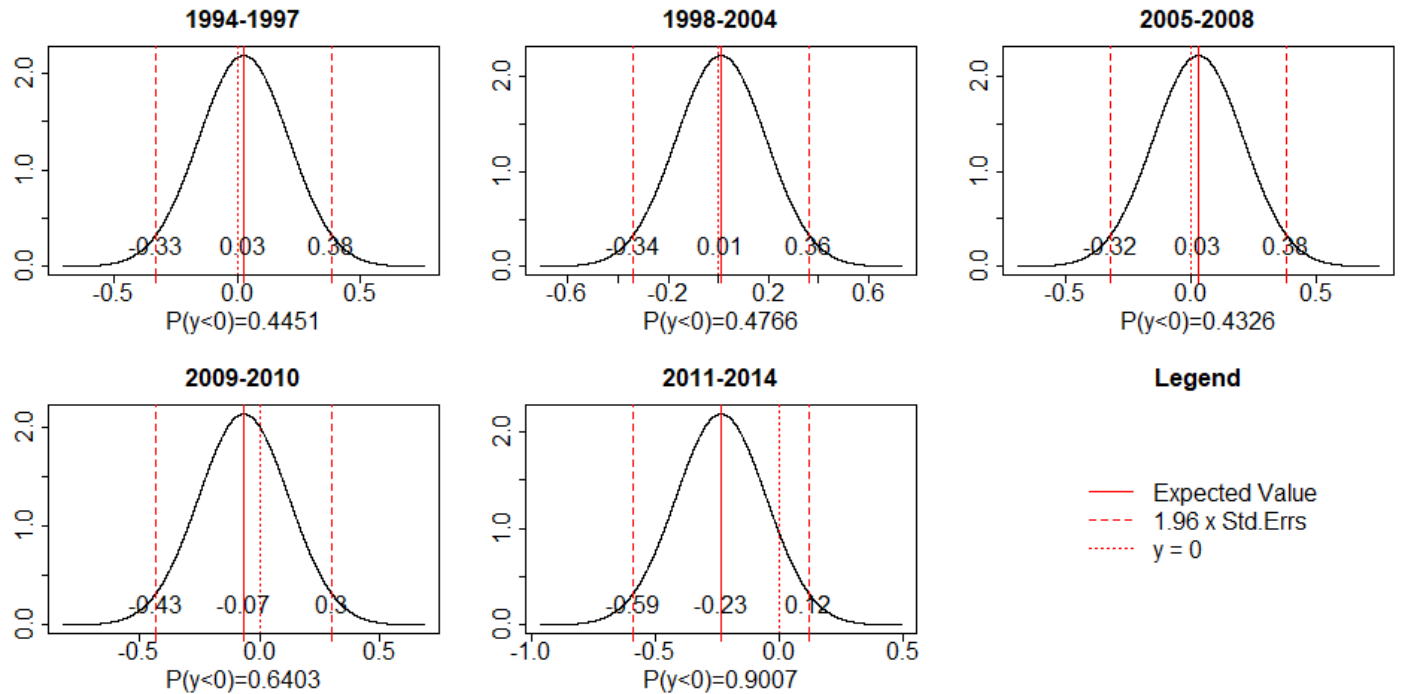 1994-1997
2.0
1.0
0.0
-0.33 0.03 0.38
-0.5 0.0 0.5
P(y<0)=0.4451
1998-2004
2.0
1.0
0.0
-0.34 0.01 0.36
-0.6 -0.2 0.2 0.6
P(y<0)=0.4766
2005-2008
2.0
1.0
0.0
-0.32 0.03 0.38
-0.5 0.0 0.5
P(y<0)=0.4326
2009-2010
2.0
1.0
0.0
-0.43 -0.07 0.3
-0.5 0.0 0.5
P(y<0)=0.6403
2011-2014
2.0
1.0
0.0
-0.59 -0.23 0.12
-1.0 -0.5 0.0 0.5
P(y<0)=0.9007
Legend
Expected Value
1.96 x Std.Errs
y = 0